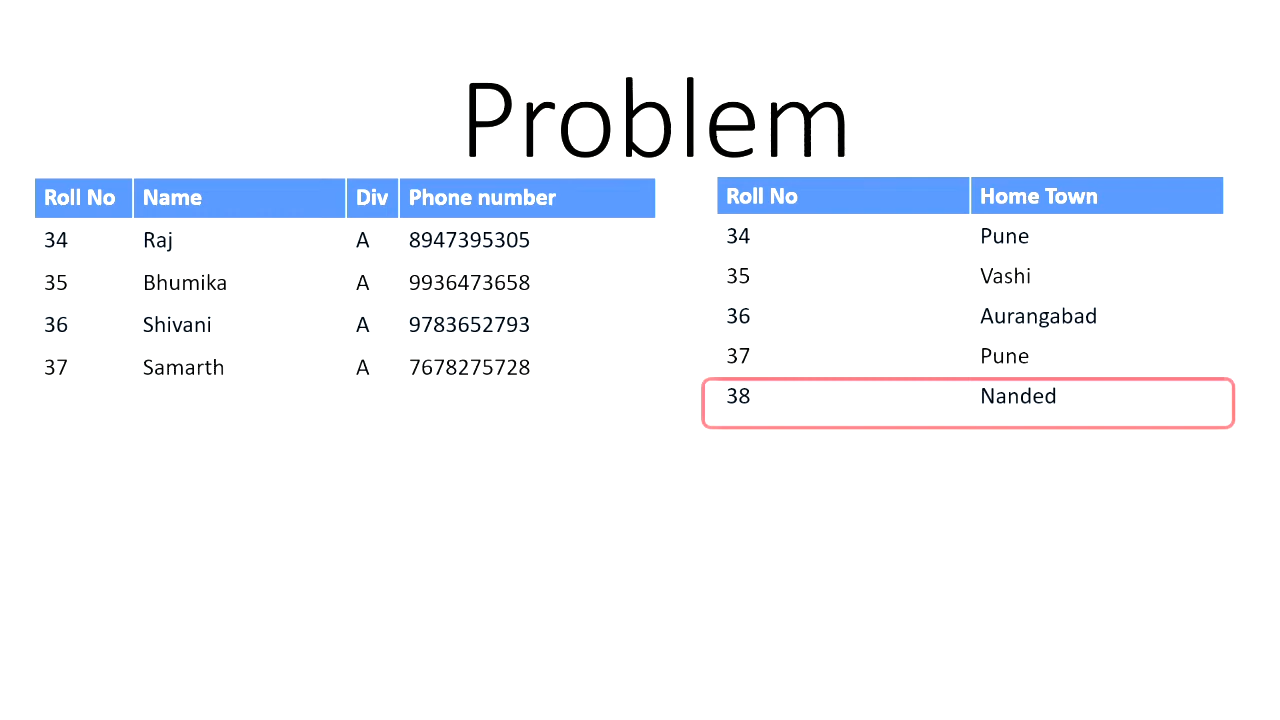 Problem
Roll No Name Div Phone number
34 Raj A 8947395305
35 Bhumika A 9936473658
36 Shivani A 9783652793
37 Samarth A 7678275728
Roll No Home Town
34 Pune
35 Vashi
36 Aurangabad
37 Pune
38 Nanded